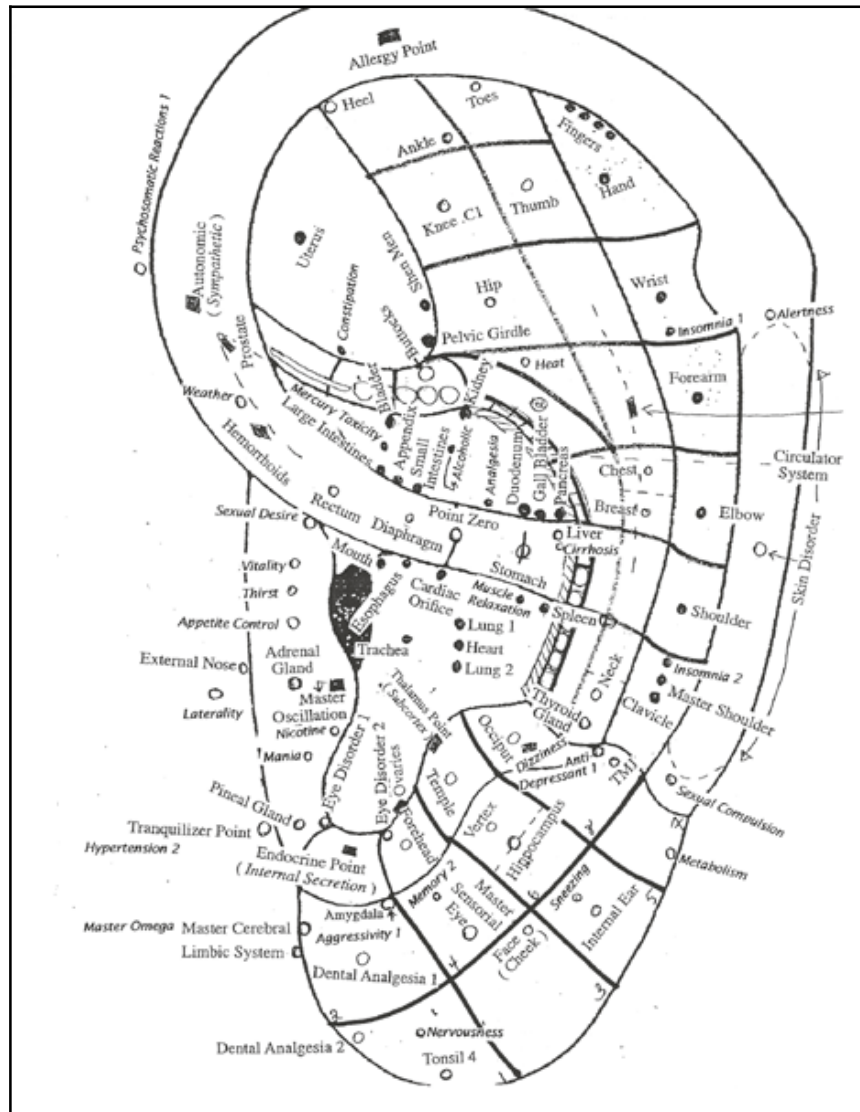 Allergy Point
Heel
Toes
Fingers
Ankle
Hand
Psychosomatic Reactions 1
Knee .C1
Thumb
Uterus
Shen Men
Autonomic
( Sympathetic )
Hip
Wrist
Constipation
Buttocks
Pelvic Girdle
Insomnia 1
Alertness
Prostate
Heat
Bladder
Kidney
Forearm
Weather
Mercury Toxicity
Large Intestines
Appendix
Small
Intestines
Alcoholic
Analgesia
Duodenum
Gall Bladder
Pancreas
Chest
Circulator
System
Hemorrhoids
Rectum
Diaphragm
Point Zero
Breast
Elbow
Sexual Desire
Liver
Cirrhosis
Mouth
Stomach
Skin Disorder
Vitality
Esophagus
Cardiac
Orifice
Muscle
Relaxation
Thirst
Spleen
Shoulder
Appetite Control
Lung 1
Trachea
Heart
External Nose
Adrenal
Gland
Lung 2
Insomnia 2
Neck
Master Shoulder
Clavicle
Laterality
Master
Oscillation
Thalamus Point
Thyroid
Gland
Nicotine
Occiput
Dizziness
Anti
Depressant 1
TMJ
Mania
Eye Disorder 1
Eye Disorder 2
Ovaries
Temple
Sexual Compulsion
Pineal Gland
Forehead
Vertex
Hippocampus
Tranquilizer Point
Hypertension 2
Metabolism
Endocrine Point
( Internal Secretion )
Memory 2
Master
Sensorial
Eye
Sneezing
Internal Ear
5
6
Amygdala
Master Omega
Master Cerebral
Aggressivity 1
Face
( Cheek )
Limbic System
Dental Analgesia 1
4
3
2
Nervousness
Dental Analgesia 2
Tonsil 4
1